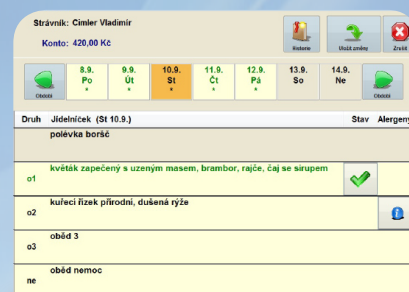 Strávník: Cimler Vladimír
Konto: 420,00 Kč
Historie
Uložit změny
Zrušit
Období
8.9. 9.9. 10.9. 11.9. 12.9. 13.9. 14.9.
Po Út St Čt Pá So Ne
* * * * *
Období
Druh Jídelníček (St 10.9.) Stav Alergeny
polévka boršč
o1 květák zapečený s uzeným masem, brambor, rajče, čaj se sirupem
o2 kuřecí řízek přírodní, dušená rýže
o3 oběd 3
ne oběd nemoc